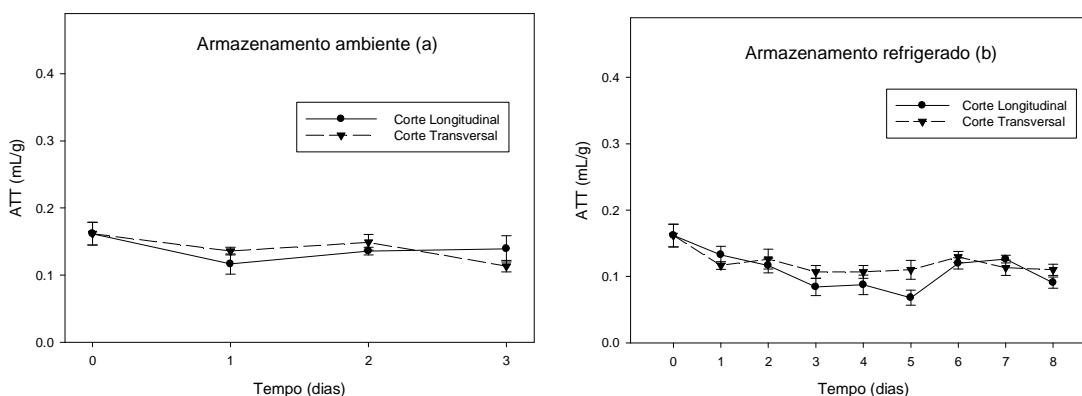 Armazenamento ambiente (a)
0.4
0.3
0.2
0.1
0.0
ATT (mL/g)
Corte Longitudinal
Corte Transversal
0 1 2 3
Tempo (dias)
Armazenamento refrigerado (b)
0.4
0.3
0.2
0.1
0.0
ATT (mL/g)
Corte Longitudinal
Corte Transversal
0 1 2 3 4 5 6 7 8
Tempo (dias)